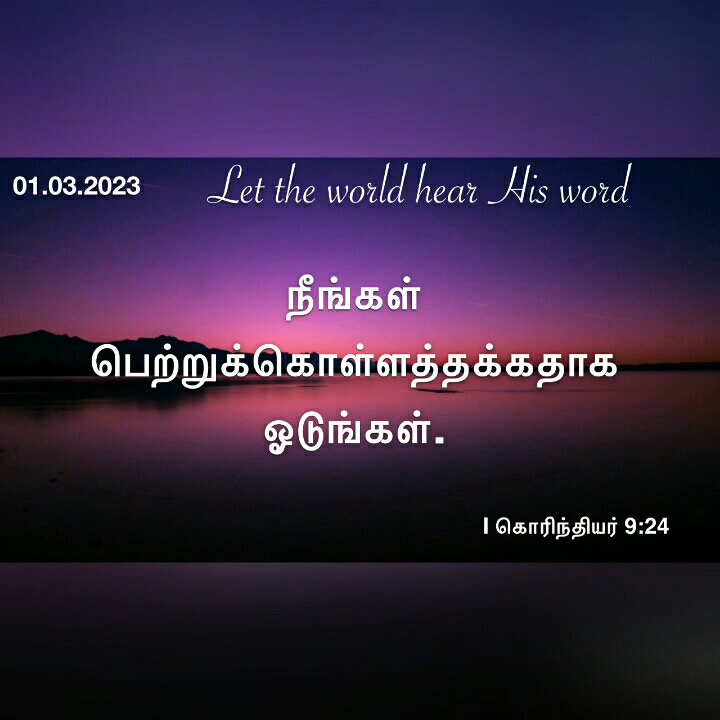 01.03.2023
Let the world hear His word
நீங்கள்
பெற்றுக்கொள்ளத்தக்கதாக
ஓடுங்கள்.
I கொரிந்தியர் 9:24